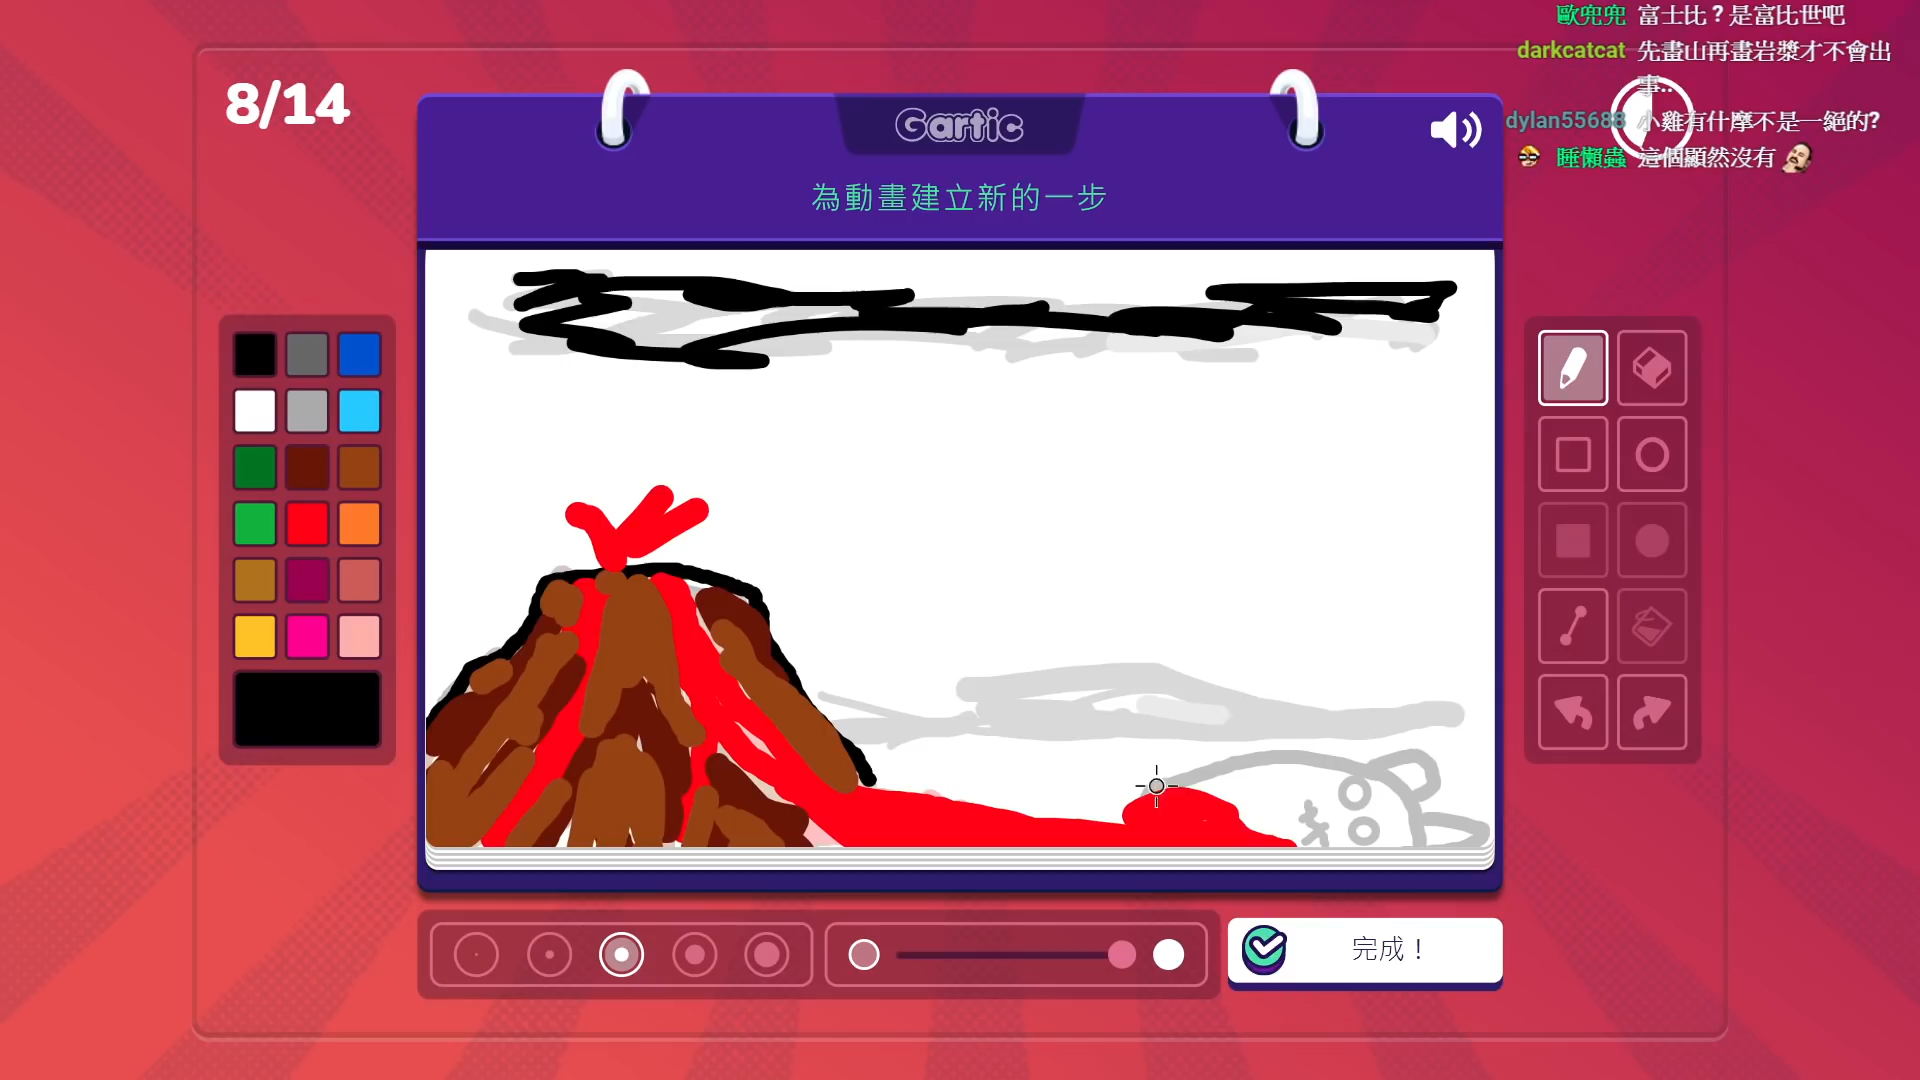 歐兜兜 富士比？是富比世吧
darkcatcat 先畫山再畫岩漿才不會出
事..
8/14
Gartic
dylan55688 小雞有什摩不是一絕的?
睡懶蟲 這個顯然沒有
為動畫建立新的一步
完成！